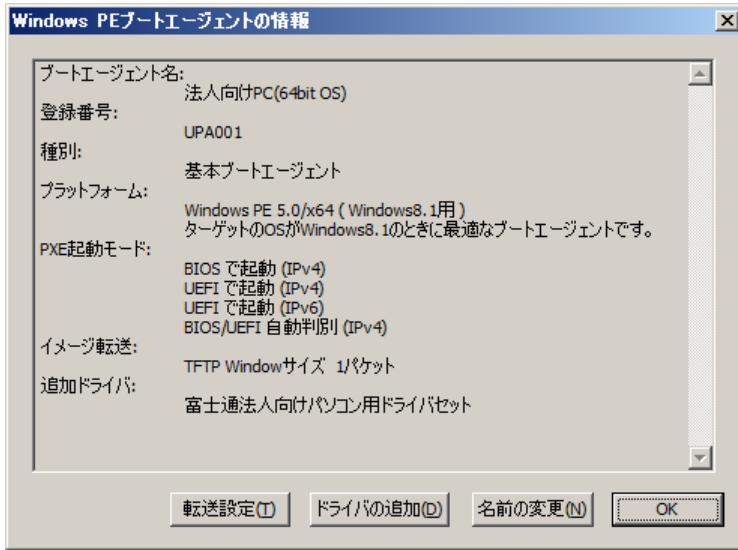 Windows PEブートエージェントの情報
ブートエージェント名:
法人向けPC(64bit OS)
登録番号:
UPA001
種別:
基本ブートエージェント
プラットフォーム:
Windows PE 5.0/x64 ( Windows8.1用 )
ターゲットのOSがWindows8.1のときに最適なブートエージェントです。
PXE起動モード:
BIOS で起動 (IPv4)
UEFI で起動 (IPv4)
UEFI で起動 (IPv6)
BIOS/UEFI 自動判別 (IPv4)
イメージ転送:
TFTP Windowサイズ 1パケット
追加ドライバ:
富士通法人向けパソコン用ドライバセット
転送設定(T) ドライバの追加(D) 名前の変更(N) OK